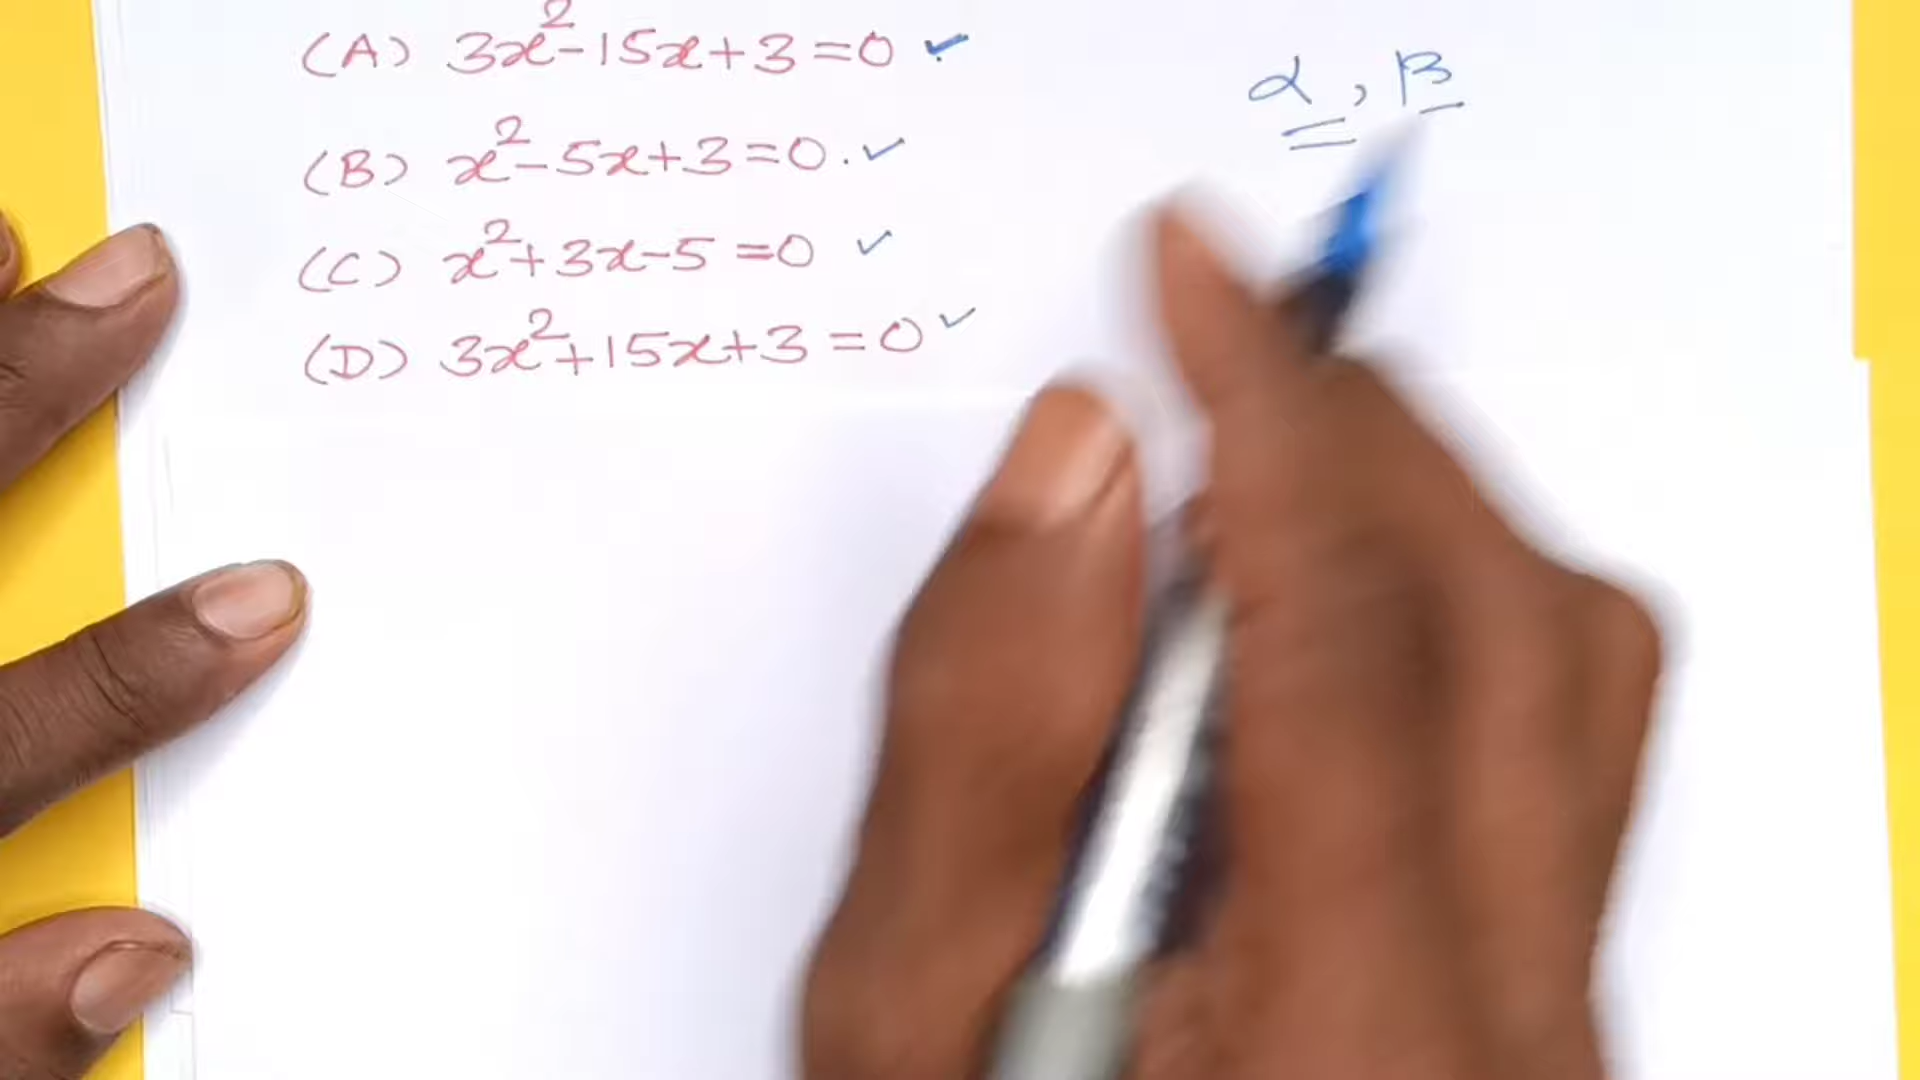 (A) 3x²-15x+3=0 ✓
α, β
(B) x²-5x+3=0. ✓
(C) x²+3x-5=0 ✓
(D) 3x²+15x+3=0 ✓